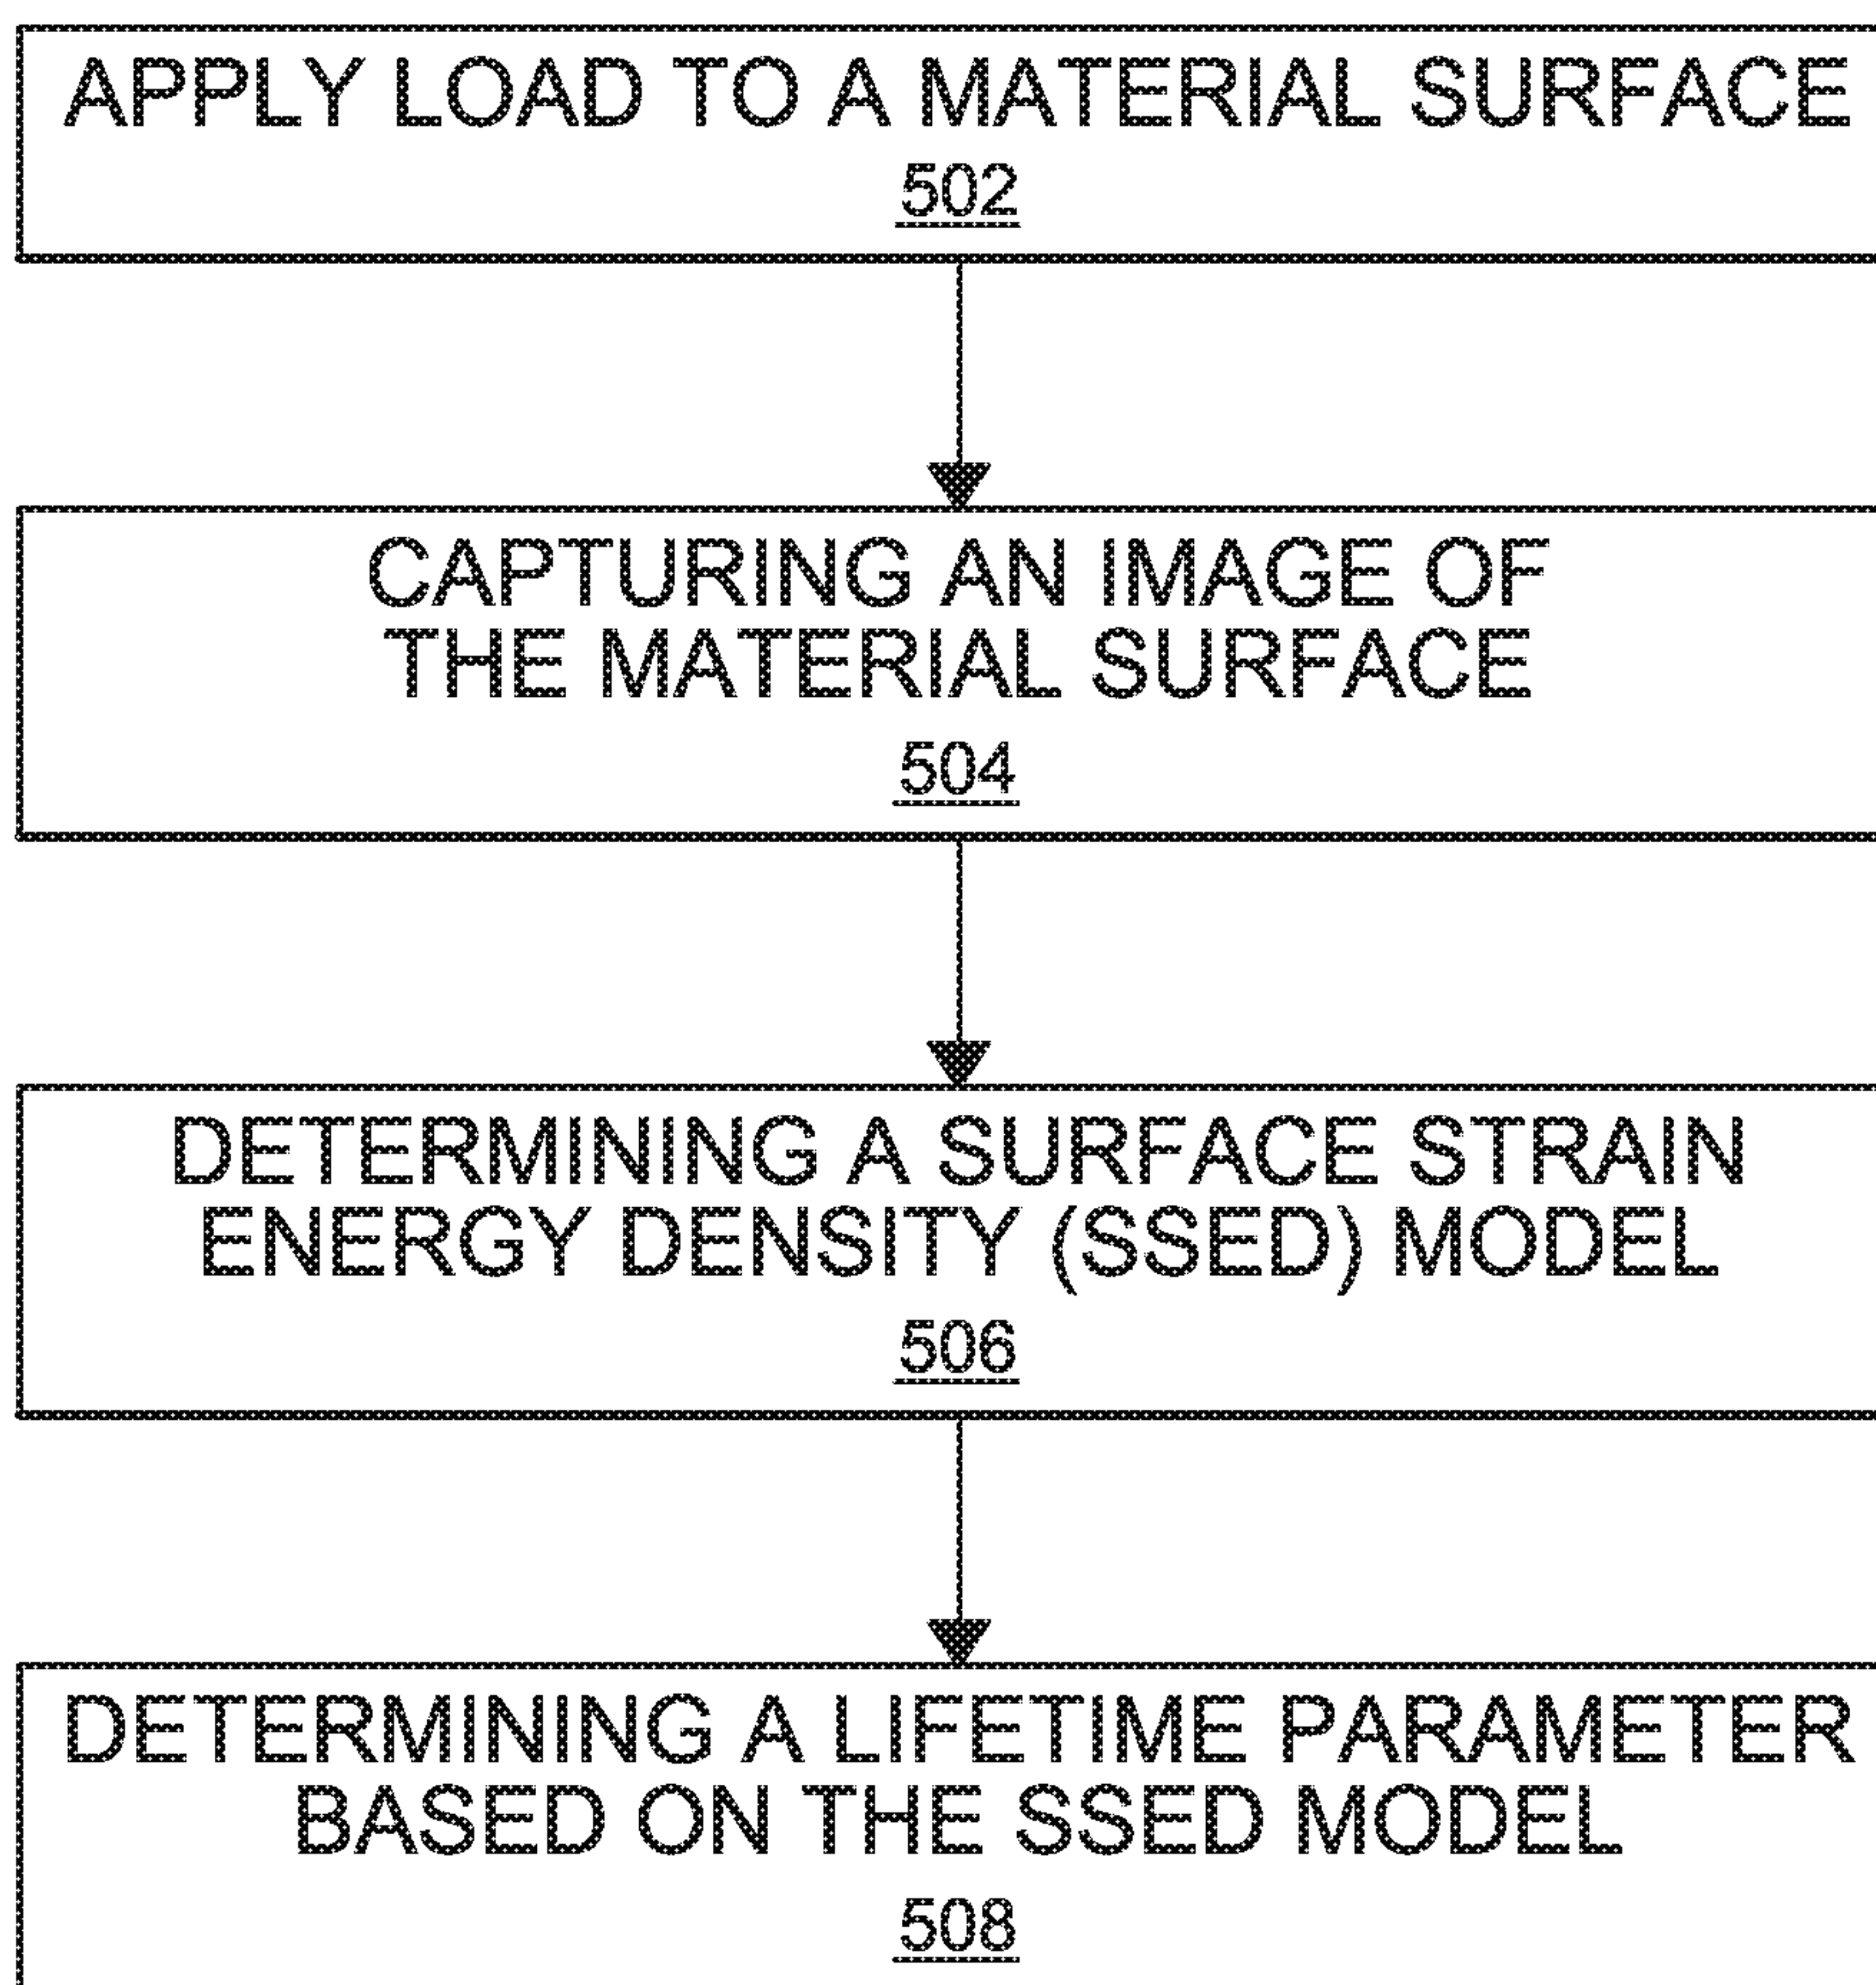 APPLY LOAD TO A MATERIAL SURFACE
502
CAPTURING AN IMAGE OF
THE MATERIAL SURFACE
504
DETERMINING A SURFACE STRAIN
ENERGY DENSITY (SSED) MODEL
506
DETERMINING A LIFETIME PARAMETER
BASED ON THE SSED MODEL
508